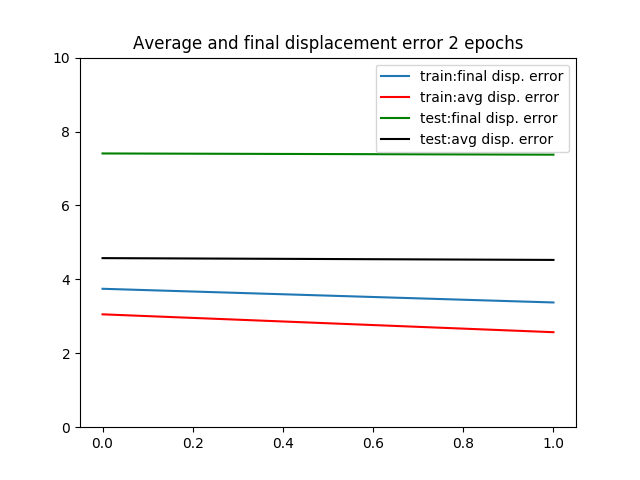 Average and final displacement error 2 epochs
train:final disp. error
train:avg disp. error
test:final disp. error
test:avg disp. error
10
8
6
4
2
0
0.0 0.2 0.4 0.6 0.8 1.0